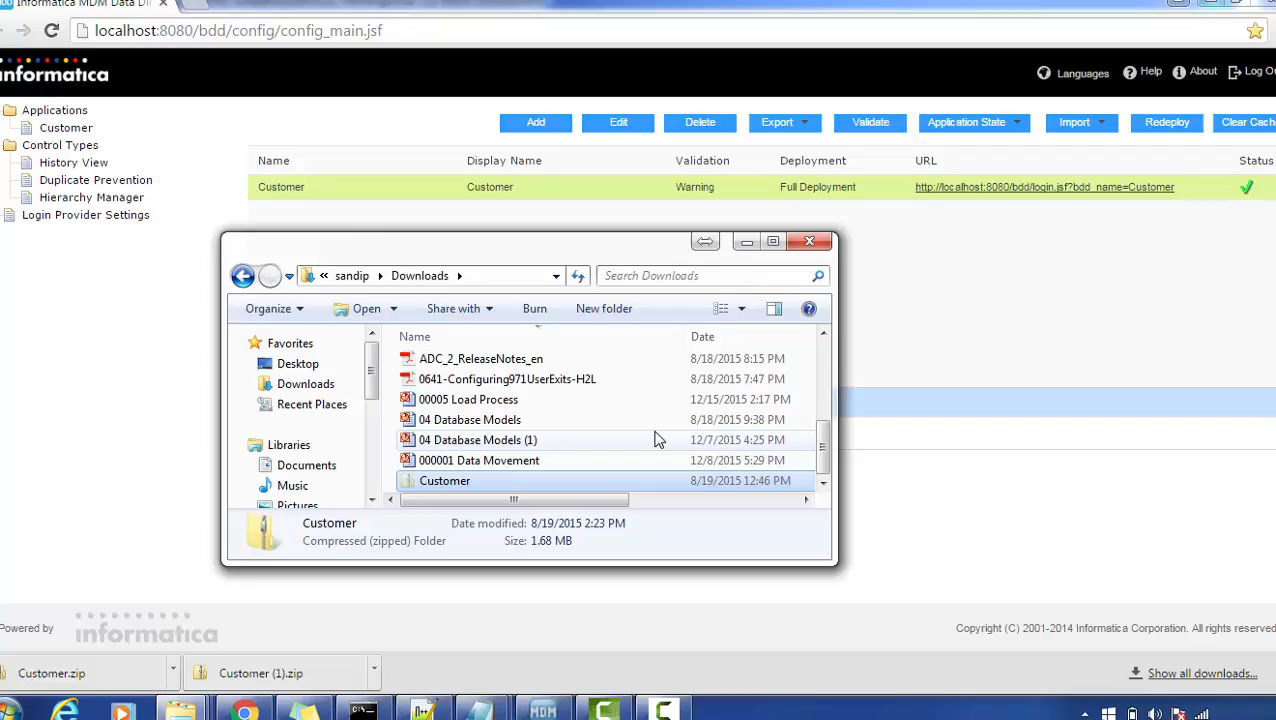 Informatica MDM Data Di
localhost:8080/bdd/config/config_main.jsf
informatica
Languages
Help
About
Log Ou
Applications
Customer
Control Types
History View
Duplicate Prevention
Hierarchy Manager
Login Provider Settings
Add
Edit
Delete
Export
Validate
Application State
Import
Redeploy
Clear Cache
Name Display Name Validation Deployment URL Status
Customer Customer Warning Full Deployment http://localhost:8080/bdd/login.jsf?bdd_name=Customer
« sandip Downloads
Search Downloads
Organize Open Share with Burn New folder
Favorites
Desktop
Downloads
Recent Places
Libraries
Documents
Music
Pictures
Name Date
ADC_2_ReleaseNotes_en 8/18/2015 8:15 PM
0641-Configuring971UserExits-H2L 8/18/2015 7:47 PM
00005 Load Process 12/15/2015 2:17 PM
04 Database Models 8/18/2015 9:38 PM
04 Database Models (1) 12/7/2015 4:25 PM
000001 Data Movement 12/8/2015 5:29 PM
Customer 8/19/2015 12:46 PM
Customer Date modified: 8/19/2015 2:23 PM
Compressed (zipped) Folder Size: 1.68 MB
Powered by informatica
Copyright (C) 2001-2014 Informatica Corporation. All rights reserved
Customer.zip
Customer (1).zip
Show all downloads...
MDM